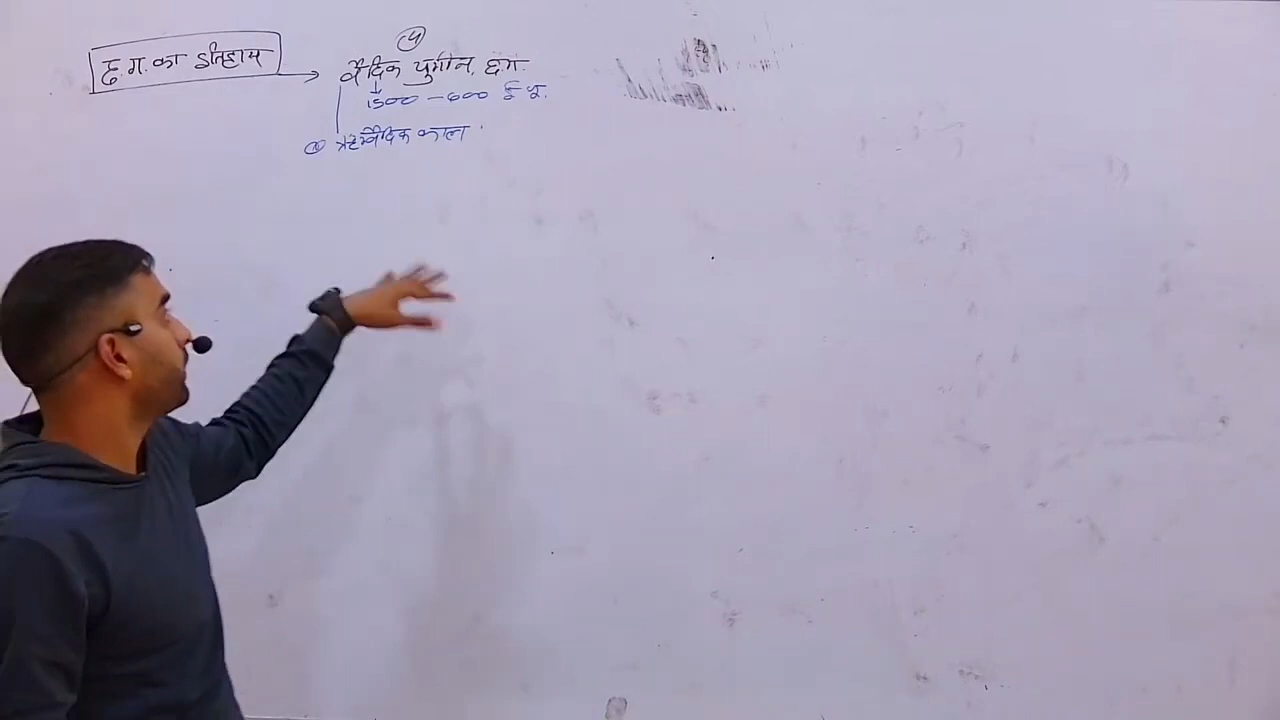 छ.ग. का इतिहास
वैदिक युगीन, छ.ग.
1500 - 600 ई.पू.
ऋग्वैदिक काल